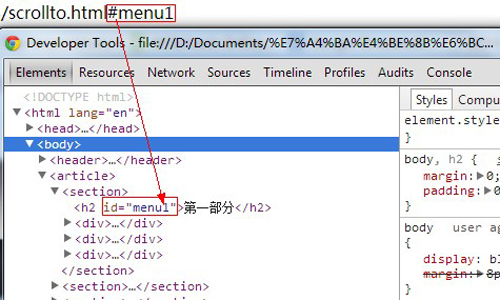 /scrollto.html#menu1
Developer Tools - file:///D:/Documents/%E7%A4%BA%E4%BE%8B%E6%BC...
Elements Resources Network Sources Timeline Profiles Audits Console
<!DOCTYPE html>
<html lang="en">
<head>…</head>
<body>
<header>…</header>
<article>
<section>
<h2 id="menu1">第一部分</h2>
<div>…</div>
<div>…</div>
<div>…</div>
</section>
<section>…</section>
Styles Compu
element.style
body, h2 {
margin: 0;
padding: 0
body user ag
display: bl
margin: 8p